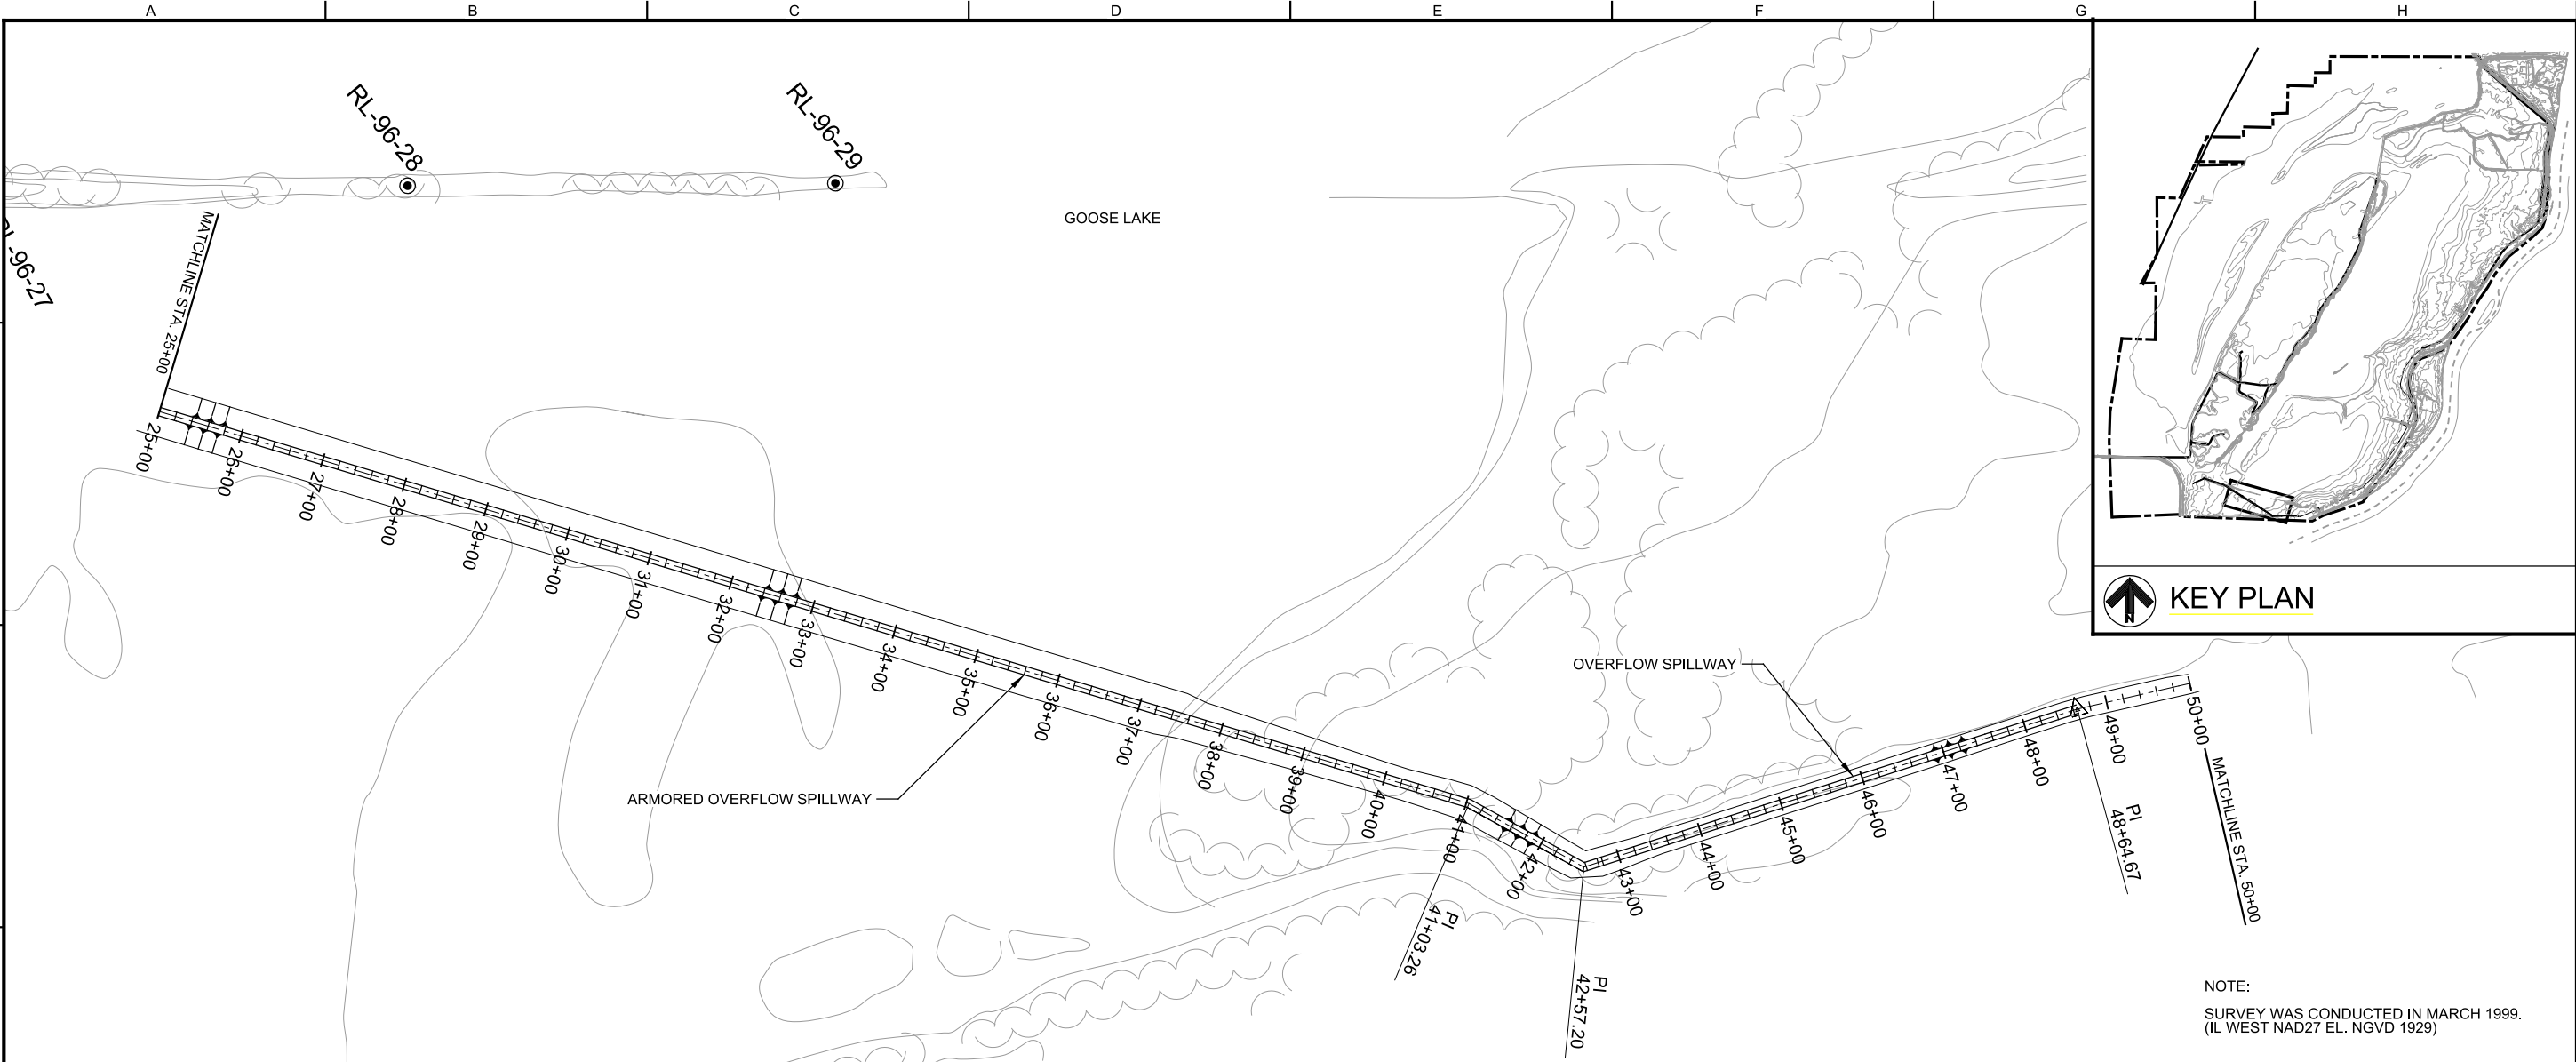 A
B
C
D
E
F
G
H
RL-96-28
RL-96-29
GOOSE LAKE
MATCHLINE STA. 25+00
25+00
26+00
27+00
28+00
29+00
30+00
31+00
32+00
33+00
34+00
35+00
36+00
37+00
38+00
39+00
40+00
41+00
42+00
43+00
44+00
45+00
46+00
47+00
48+00
49+00
50+00
ARMORED OVERFLOW SPILLWAY
OVERFLOW SPILLWAY
PI
41+03.26
PI
42+57.20
PI
48+64.67
MATCHLINE STA. 50+00
N
KEY PLAN
NOTE:
SURVEY WAS CONDUCTED IN MARCH 1999.
(IL WEST NAD27 EL. NGVD 1929)